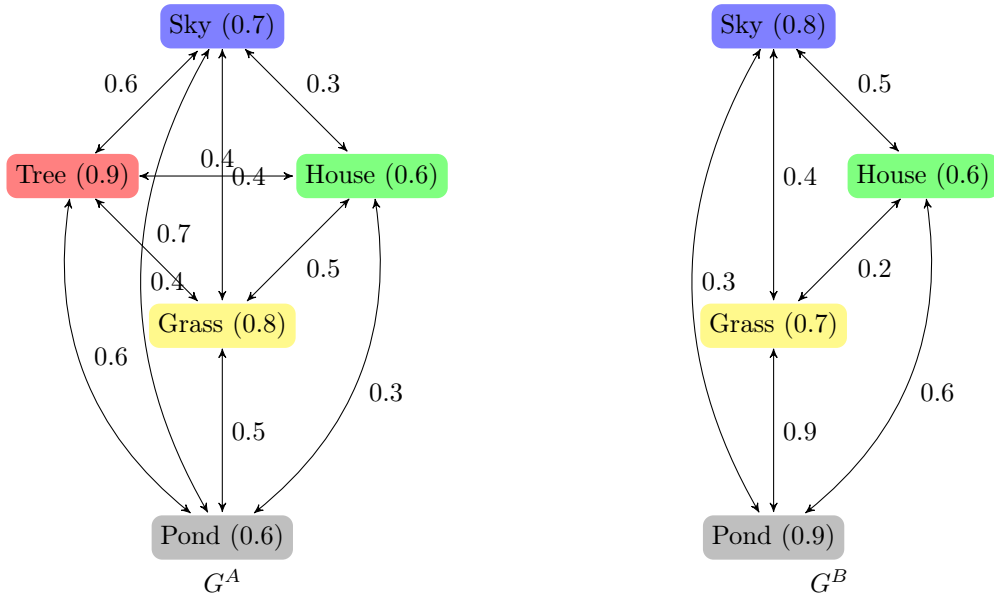 Sky (0.7)
Sky (0.8)
0.6
0.3
0.5
0.4
Tree (0.9)
0.4
House (0.6)
0.4
House (0.6)
0.7
0.5
0.2
0.4
0.3
Grass (0.8)
Grass (0.7)
0.6
0.3
0.6
0.5
0.9
Pond (0.6)
Pond (0.9)
G^A
G^B